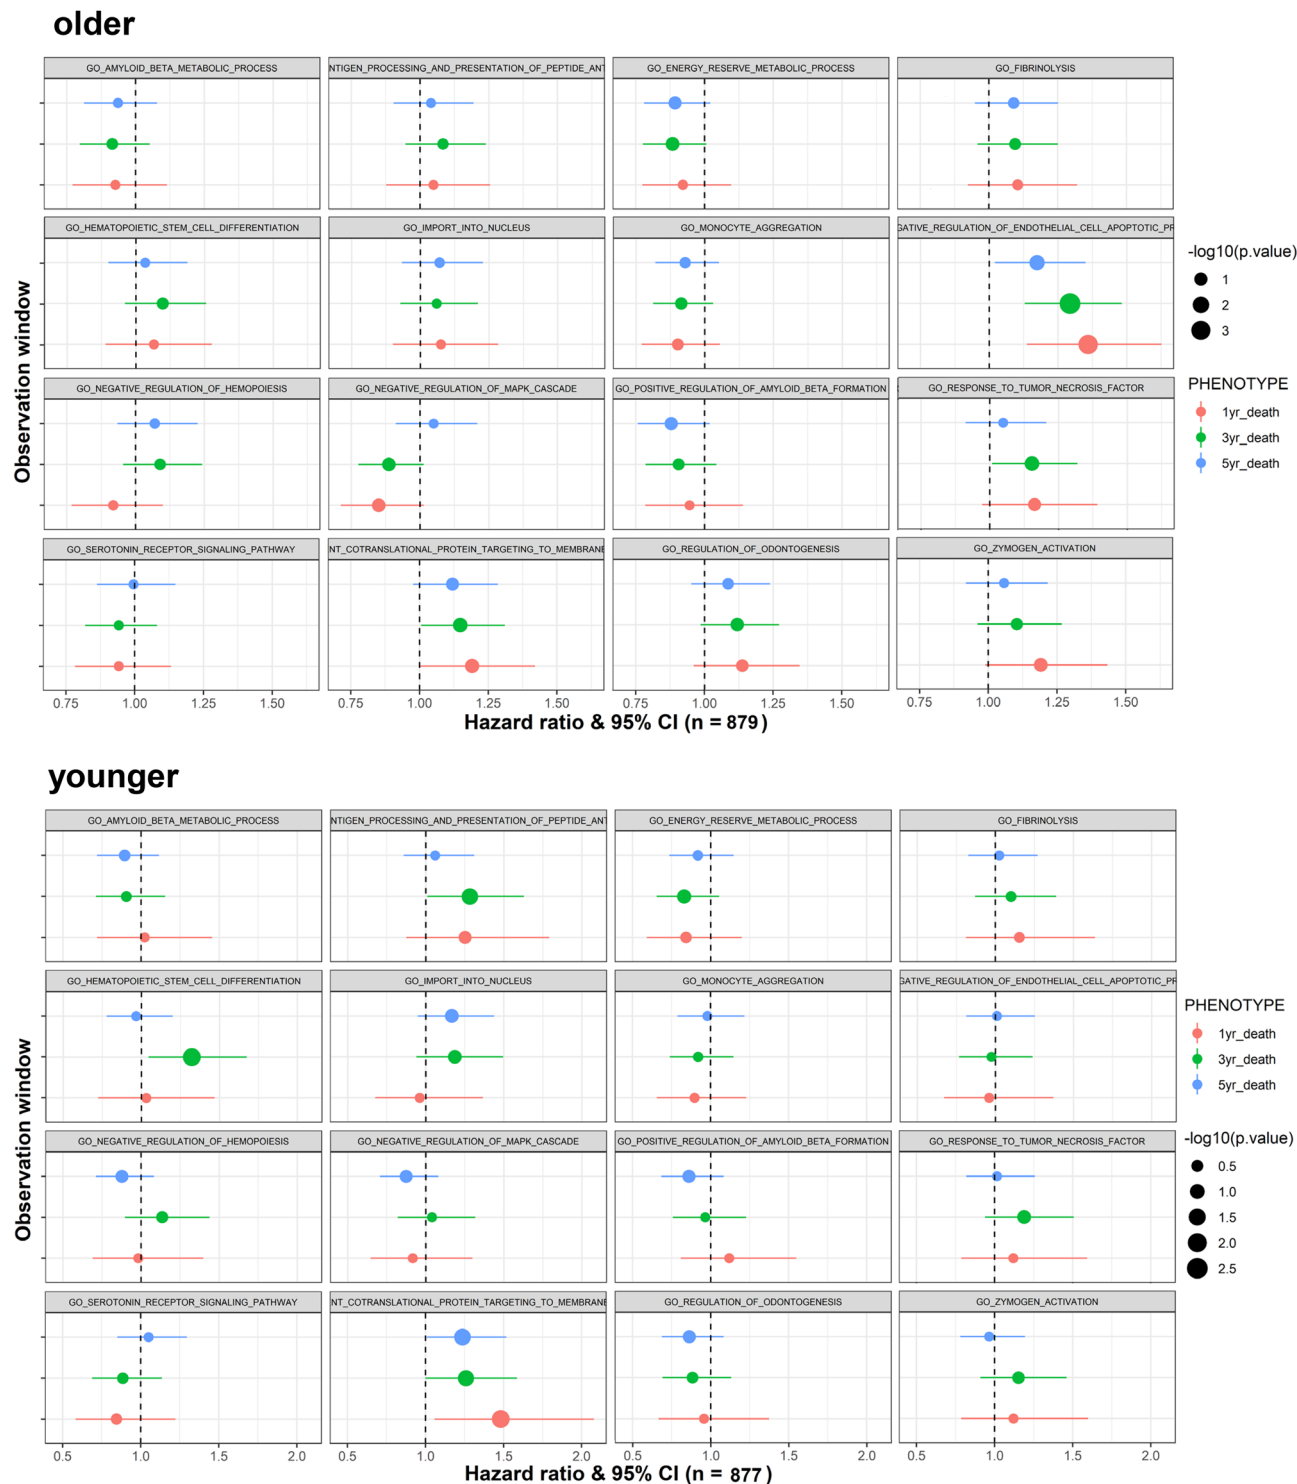 older
GO_AMYLOID_BETA_METABOLIC_PROCESS
NTIGEN_PROCESSING_AND_PRESENTATION_OF_PEPTIDE_ANT
GO_ENERGY_RESERVE_METABOLIC_PROCESS
GO_FIBRINOLYSIS
GO_HEMATOPOIETIC_STEM_CELL_DIFFERENTIATION
GO_IMPORT_INTO_NUCLEUS
GO_MONOCYTE_AGGREGATION
GATIVE_REGULATION_OF_ENDOTHELIAL_CELL_APOPTOTIC_PR
GO_NEGATIVE_REGULATION_OF_HEMOPOIESIS
GO_NEGATIVE_REGULATION_OF_MAPK_CASCADE
GO_POSITIVE_REGULATION_OF_AMYLOID_BETA_FORMATION
GO_RESPONSE_TO_TUMOR_NECROSIS_FACTOR
GO_SEROTONIN_RECEPTOR_SIGNALING_PATHWAY
NT_COTRANSLATIONAL_PROTEIN_TARGETING_TO_MEMBRANE
GO_REGULATION_OF_ODONTOGENESIS
GO_ZYMOGEN_ACTIVATION
Observation window
0.75 1.00 1.25 1.50
0.75 1.00 1.25 1.50
0.75 1.00 1.25 1.50
0.75 1.00 1.25 1.50
Hazard ratio & 95% CI (n = 879)
-log10(p.value)
1
2
3
PHENOTYPE
1yr_death
3yr_death
5yr_death
younger
GO_AMYLOID_BETA_METABOLIC_PROCESS
NTIGEN_PROCESSING_AND_PRESENTATION_OF_PEPTIDE_ANT
GO_ENERGY_RESERVE_METABOLIC_PROCESS
GO_FIBRINOLYSIS
GO_HEMATOPOIETIC_STEM_CELL_DIFFERENTIATION
GO_IMPORT_INTO_NUCLEUS
GO_MONOCYTE_AGGREGATION
GATIVE_REGULATION_OF_ENDOTHELIAL_CELL_APOPTOTIC_PR
GO_NEGATIVE_REGULATION_OF_HEMOPOIESIS
GO_NEGATIVE_REGULATION_OF_MAPK_CASCADE
GO_POSITIVE_REGULATION_OF_AMYLOID_BETA_FORMATION
GO_RESPONSE_TO_TUMOR_NECROSIS_FACTOR
GO_SEROTONIN_RECEPTOR_SIGNALING_PATHWAY
NT_COTRANSLATIONAL_PROTEIN_TARGETING_TO_MEMBRANE
GO_REGULATION_OF_ODONTOGENESIS
GO_ZYMOGEN_ACTIVATION
Observation window
0.5 1.0 1.5 2.0
0.5 1.0 1.5 2.0
0.5 1.0 1.5 2.0
0.5 1.0 1.5 2.0
Hazard ratio & 95% CI (n = 877)
PHENOTYPE
1yr_death
3yr_death
5yr_death
-log10(p.value)
0.5
1.0
1.5
2.0
2.5